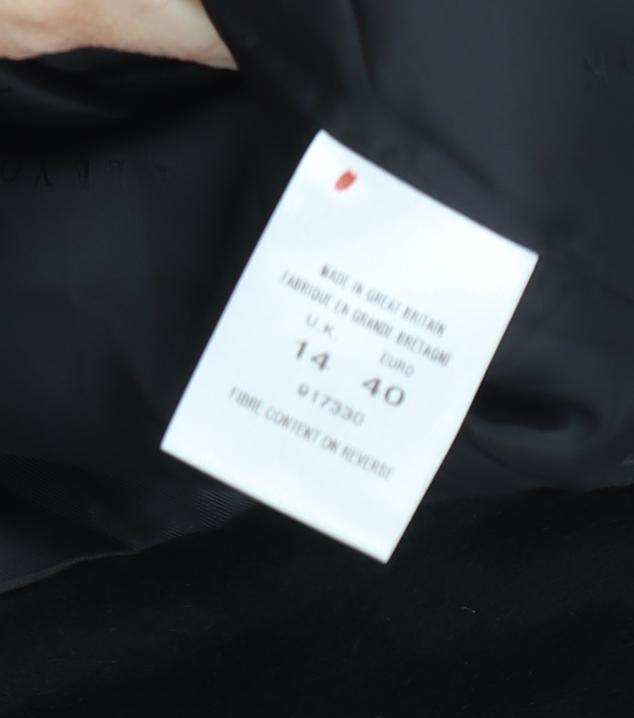 MADE IN GREAT BRITAIN
FABRIQUE EN GRANDE BRETAGNE
U.K. EURO
14 40
917330
FIBRE CONTENT ON REVERSE